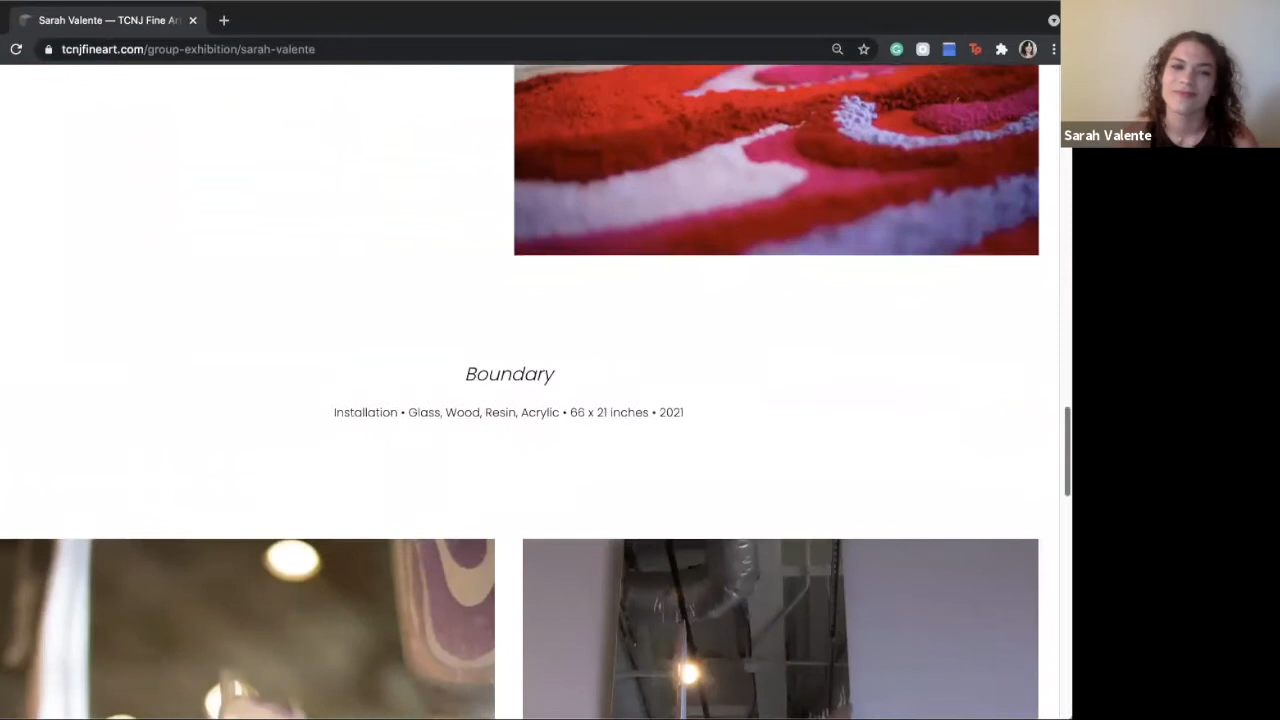 Sarah Valente — TCNJ Fine Ar
tcnjfineart.com/group-exhibition/sarah-valente
Sarah Valente
Boundary
Installation • Glass, Wood, Resin, Acrylic • 66 x 21 inches • 2021